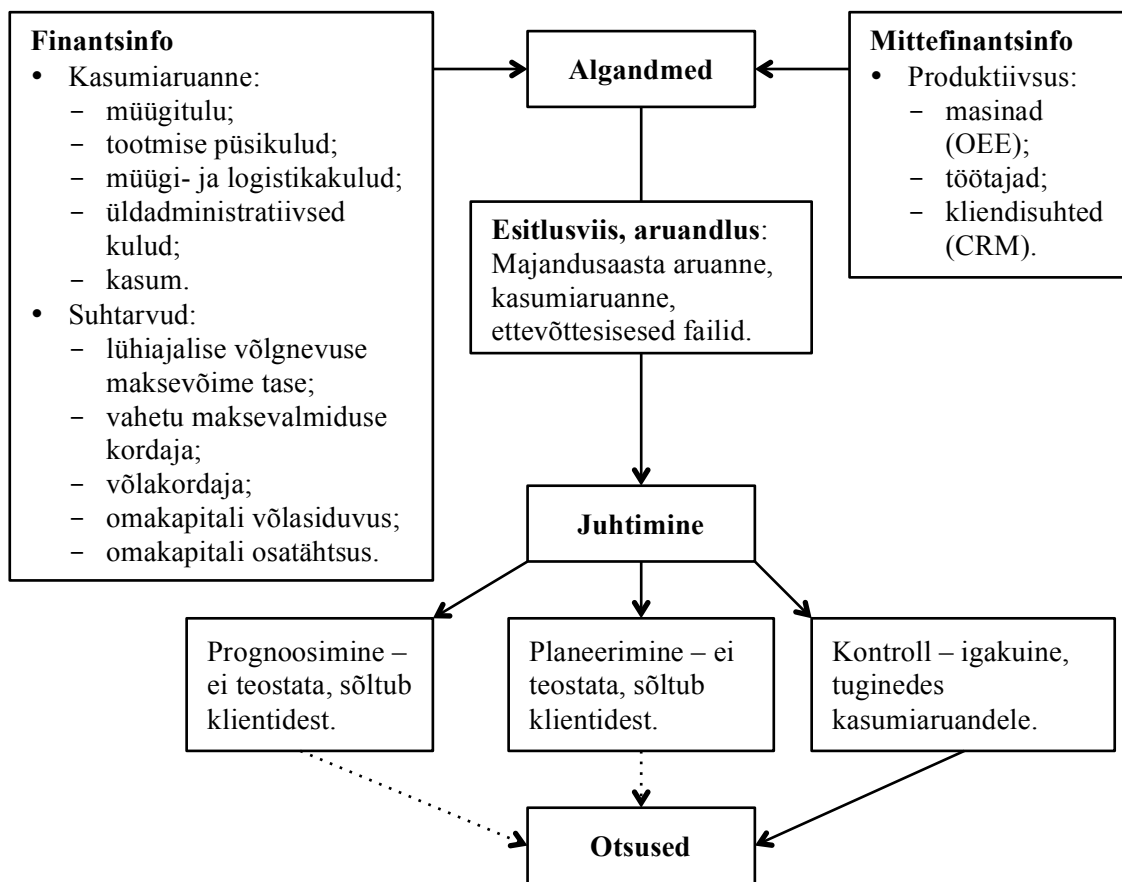 Finantsinfo
• Kasumiaruanne:
- müügitulu;
- tootmise püsikulud;
- müügi- ja logistikakulud;
- üldadministratiivsed
kulud;
- kasum.
• Suhtarvud:
- lühiajalise võlgnevuse
maksevõime tase;
- vahetu maksevalmiduse
kordaja;
- võlakordaja;
- omakapitali võlasiduvus;
- omakapitali osatähtsus.
Algandmed
Mittefinantsinfo
• Produktiivsus:
- masinad
(OEE);
- töötajad;
- kliendisuhted
(CRM).
Esitlusviis, aruandlus:
Majandusaasta aruanne,
kasumiaruanne,
ettevõttesisesed failid.
Juhtimine
Prognoosimine –
ei teostata, sõltub
klientidest.
Planeerimine – ei
teostata, sõltub
klientidest.
Kontroll – igakuine,
tuginedes
kasumiaruandele.
Otsused